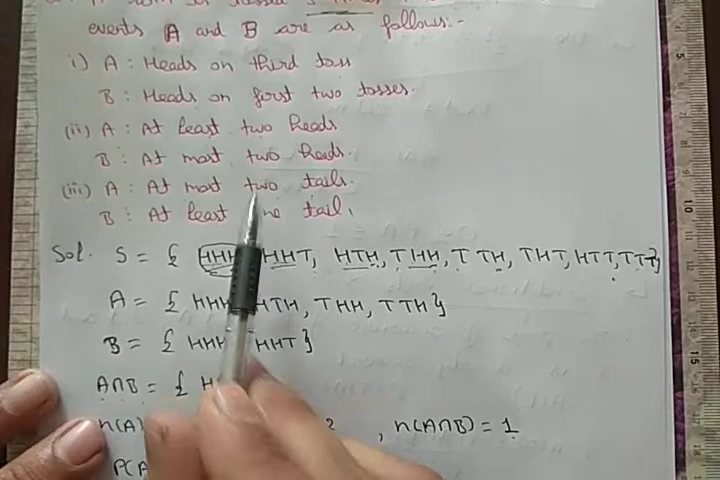 events A and B are as follows:-
i) A: Heads on third toss
B: Heads on first two tosses.
(ii) A: At least two heads
B: At most two heads.
(iii) A: At most two tails.
B: At least tail.
Sol. S = { HHH, HHT, HTH, THH, TTH, THT, HTT, TTT}
A = { HHH HTH, THH, TTH}
B = { HHH HHT}
A∩B = {
n(A) , n(A∩B) = 1